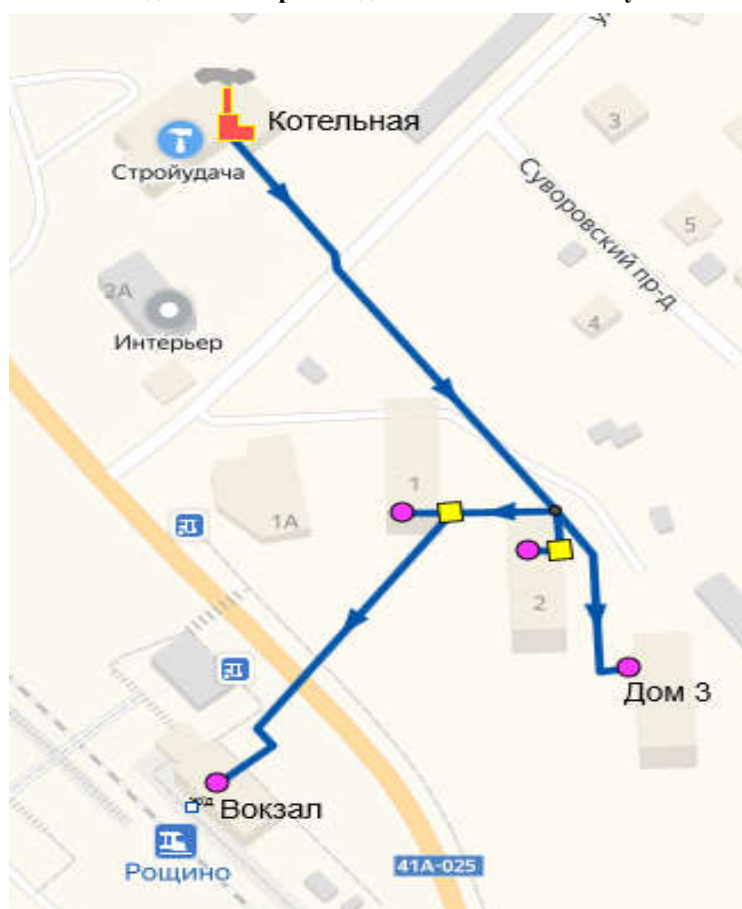 Котельная
3
Стройудача
Суворовский пр-д
5
2А
4
Интерьер
1
1А
2
Дом 3
Вокзал
Рощино
41А-025